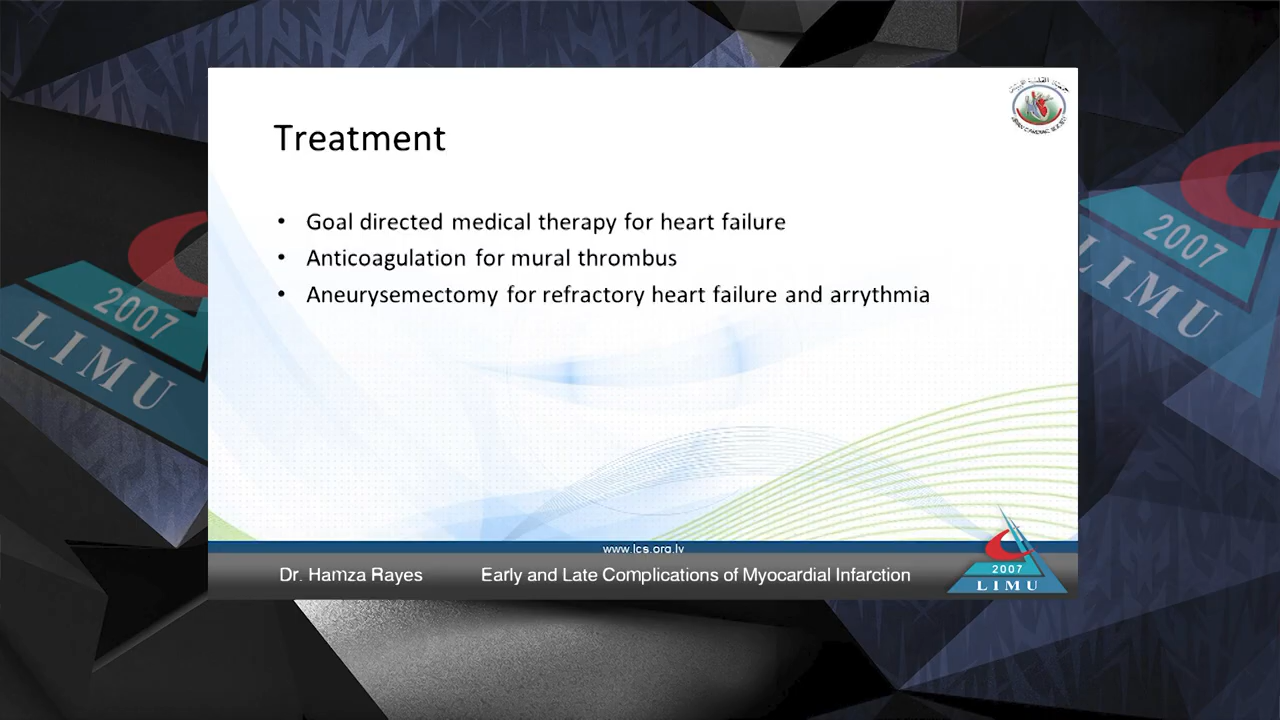 Treatment
• Goal directed medical therapy for heart failure
• Anticoagulation for mural thrombus
• Aneurysemectomy for refractory heart failure and arrythmia
www.lcs.org.ly
Dr. Hamza Rayes
Early and Late Complications of Myocardial Infarction
2007
LIMU
2007
LIMU
2007
LIMU